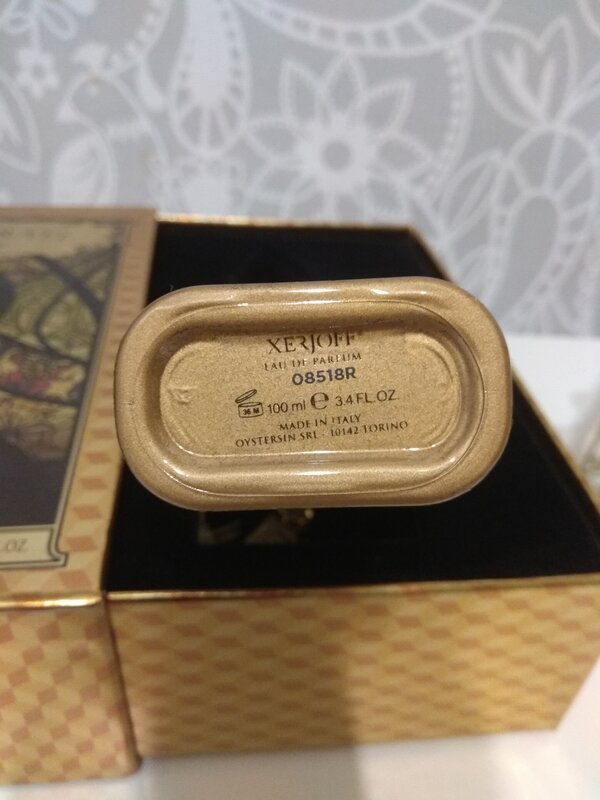 XERJOFF
EAU DE PARFUM
08518R
36 M 100 ml e 3.4 FL.OZ.
MADE IN ITALY
OYSTERSIN SRL - 10142 TORINO
.OZ